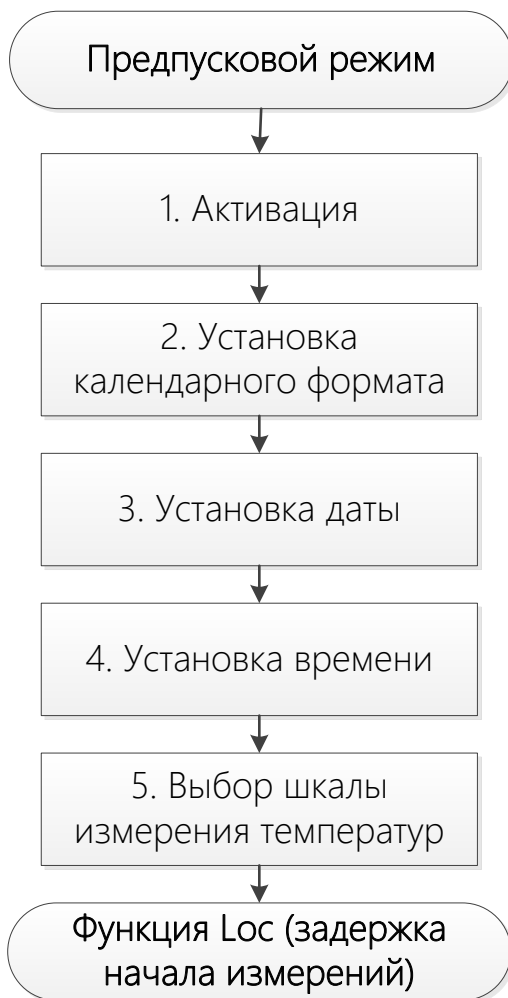 Предпусковой режим
1. Активация
2. Установка
календарного формата
3. Установка даты
4. Установка времени
5. Выбор шкалы
измерения температур
Функция Loc (задержка
начала измерений)